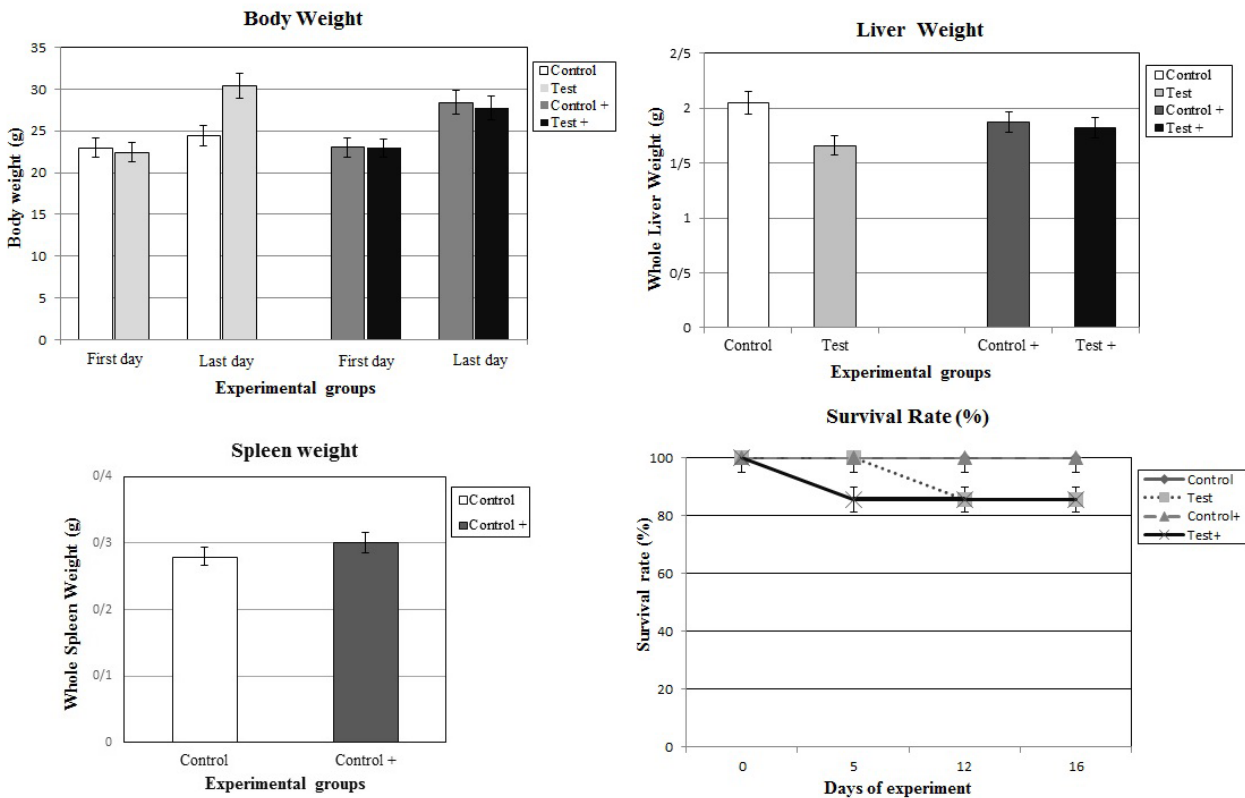 Body Weight
35
30
25
20
15
10
5
0
Body weight (g)
First day Last day First day Last day
Experimental groups
Control
Test
Control +
Test +
Liver Weight
2/5
2
1/5
1
0/5
0
Whole Liver Weight (g)
Control Test Control + Test +
Experimental groups
Control
Test
Control +
Test +
Spleen weight
0/4
0/3
0/2
0/1
0
Whole Spleen Weight (g)
Control Control +
Experimental groups
Control
Control +
Survival Rate (%)
100
80
60
40
20
0
Survival rate (%)
0 5 12 16
Days of experiment
Control
Test
Control+
Test+